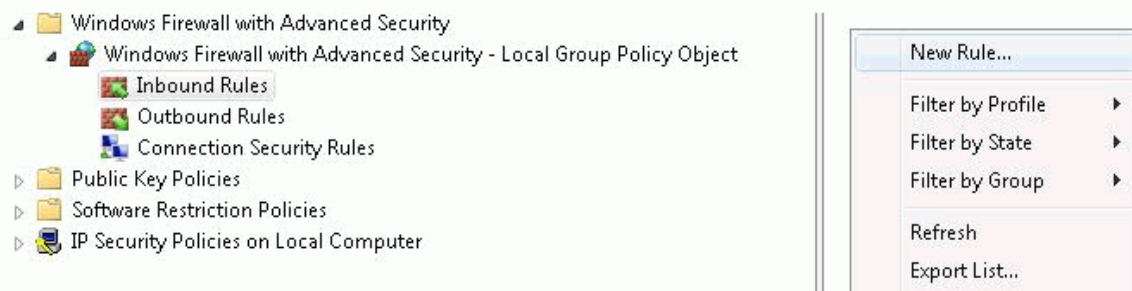 Windows Firewall with Advanced Security
Windows Firewall with Advanced Security - Local Group Policy Object
Inbound Rules
Outbound Rules
Connection Security Rules
Public Key Policies
Software Restriction Policies
IP Security Policies on Local Computer
New Rule...
Filter by Profile
Filter by State
Filter by Group
Refresh
Export List...